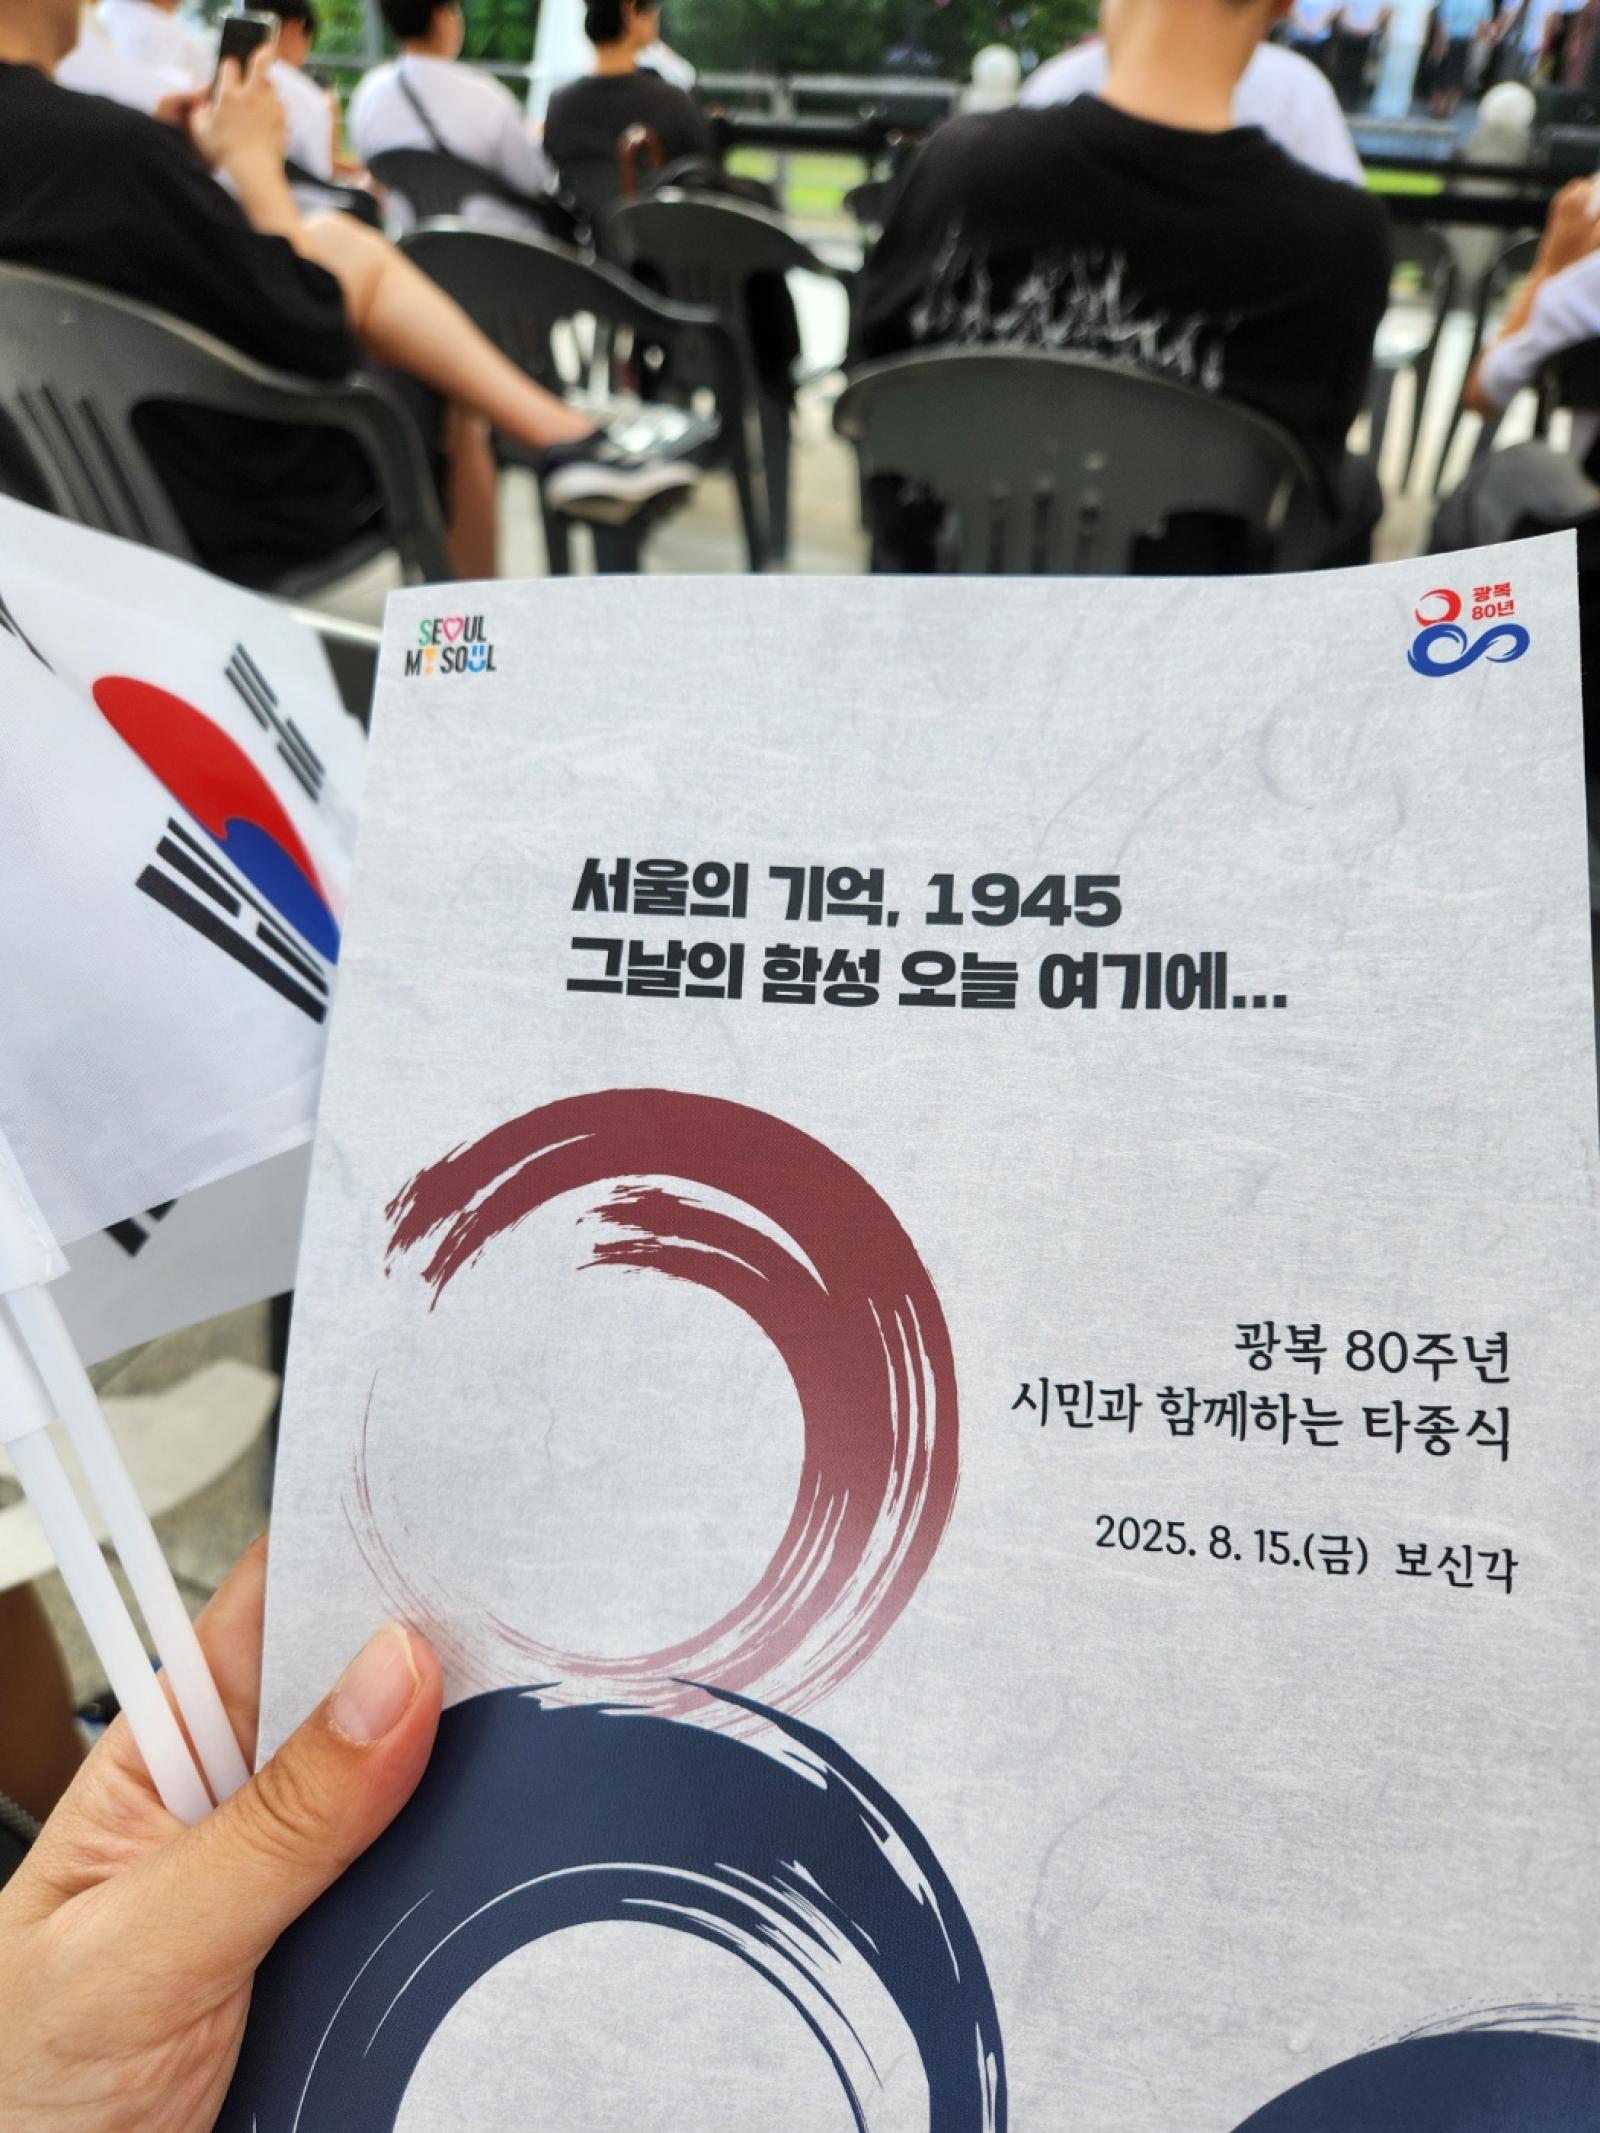 SEOUL
MY SOUL
광복
80년
서울의 기억, 1945
그날의 함성 오늘 여기에...
광복 80주년
시민과 함께하는 타종식
2025. 8. 15.(금) 보신각